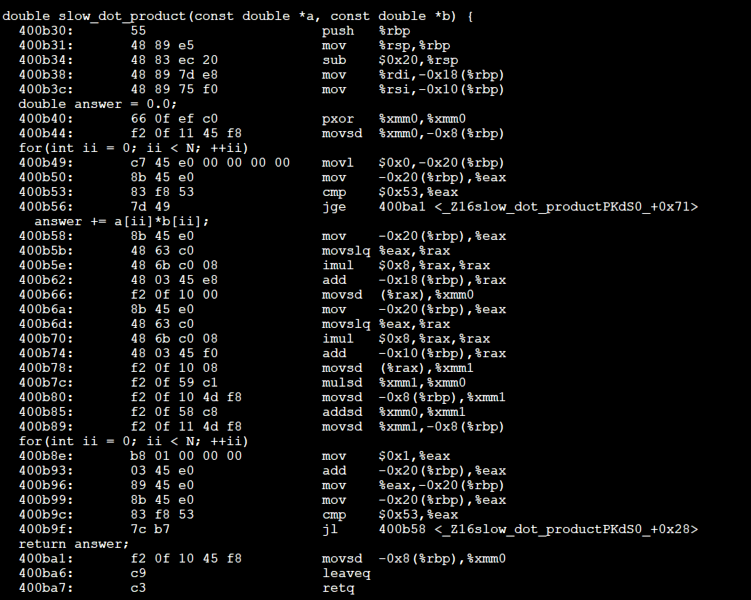 double slow_dot_product(const double *a, const double *b) {
  400b30:       55                      push   %rbp
  400b31:       48 89 e5                mov    %rsp,%rbp
  400b34:       48 83 ec 20             sub    $0x20,%rsp
  400b38:       48 89 7d e8             mov    %rdi,-0x18(%rbp)
  400b3c:       48 89 75 f0             mov    %rsi,-0x10(%rbp)
  double answer = 0.0;
  400b40:       66 0f ef c0             pxor   %xmm0,%xmm0
  400b44:       f2 0f 11 45 f8          movsd  %xmm0,-0x8(%rbp)
  for(int ii = 0; ii < N; ++ii)
  400b49:       c7 45 e0 00 00 00 00    movl   $0x0,-0x20(%rbp)
  400b50:       8b 45 e0                mov    -0x20(%rbp),%eax
  400b53:       83 f8 53                cmp    $0x53,%eax
  400b56:       7d 49                   jge    400ba1 <_Z16slow_dot_productPKdS0_+0x71>
    answer += a[ii]*b[ii];
  400b58:       8b 45 e0                mov    -0x20(%rbp),%eax
  400b5b:       48 63 c0                movslq %eax,%rax
  400b5e:       48 6b c0 08             imul   $0x8,%rax,%rax
  400b62:       48 03 45 e8             add    -0x18(%rbp),%rax
  400b66:       f2 0f 10 00             movsd  (%rax),%xmm0
  400b6a:       8b 45 e0                mov    -0x20(%rbp),%eax
  400b6d:       48 63 c0                movslq %eax,%rax
  400b70:       48 6b c0 08             imul   $0x8,%rax,%rax
  400b74:       48 03 45 f0             add    -0x10(%rbp),%rax
  400b78:       f2 0f 10 08             movsd  (%rax),%xmm1
  400b7c:       f2 0f 59 c1             mulsd  %xmm1,%xmm0
  400b80:       f2 0f 10 4d f8          movsd  -0x8(%rbp),%xmm1
  400b85:       f2 0f 58 c8             addsd  %xmm0,%xmm1
  400b89:       f2 0f 11 4d f8          movsd  %xmm1,-0x8(%rbp)
  for(int ii = 0; ii < N; ++ii)
  400b8e:       b8 01 00 00 00          mov    $0x1,%eax
  400b93:       03 45 e0                add    -0x20(%rbp),%eax
  400b96:       89 45 e0                mov    %eax,-0x20(%rbp)
  400b99:       8b 45 e0                mov    -0x20(%rbp),%eax
  400b9c:       83 f8 53                cmp    $0x53,%eax
  400b9f:       7c b7                   jl     400b58 <_Z16slow_dot_productPKdS0_+0x28>
  return answer;
  400ba1:       f2 0f 10 45 f8          movsd  -0x8(%rbp),%xmm0
  400ba6:       c9                      leaveq
  400ba7:       c3                      retq